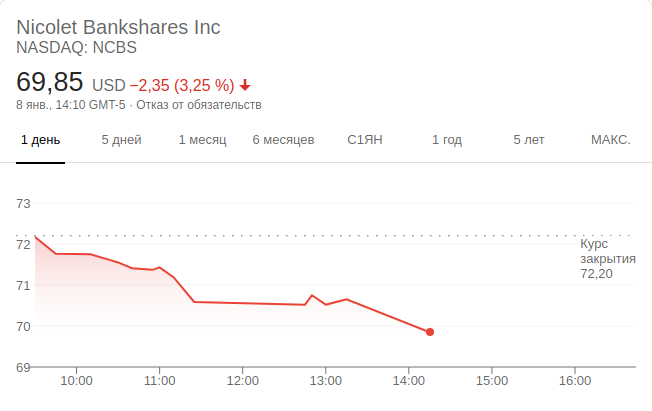 Nicolet Bankshares Inc
NASDAQ: NCBS
69,85 USD −2,35 (3,25 %)
8 янв., 14:10 GMT-5 · Отказ от обязательств
1 день 5 дней 1 месяц 6 месяцев С1ЯН 1 год 5 лет МАКС.
73
72
71
70
69
Курс
закрытия
72,20
10:00 11:00 12:00 13:00 14:00 15:00 16:00